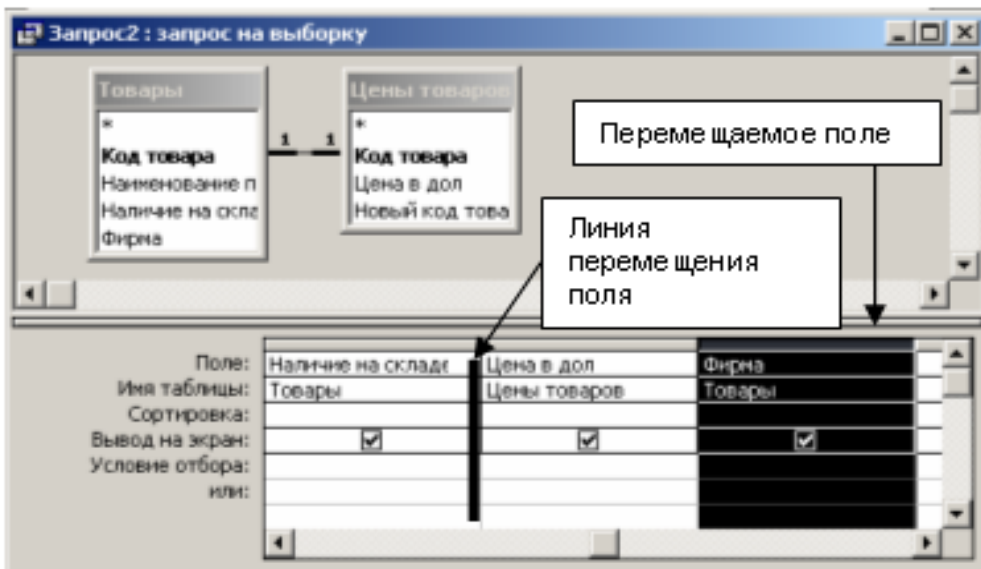 Запрос2 : запрос на выборку
Товары
*
Код товара
Наименование п
Наличие на скла
Фирма
1 1
Цены товаров
*
Код товара
Цена в дол
Новый код това
Перемещаемое поле
Линия
перемещения
поля
Поле: Наличие на складе Цена в дол Фирма
Имя таблицы: Товары Цены товаров Товары
Сортировка:
Вывод на экран:
Условие отбора:
или: